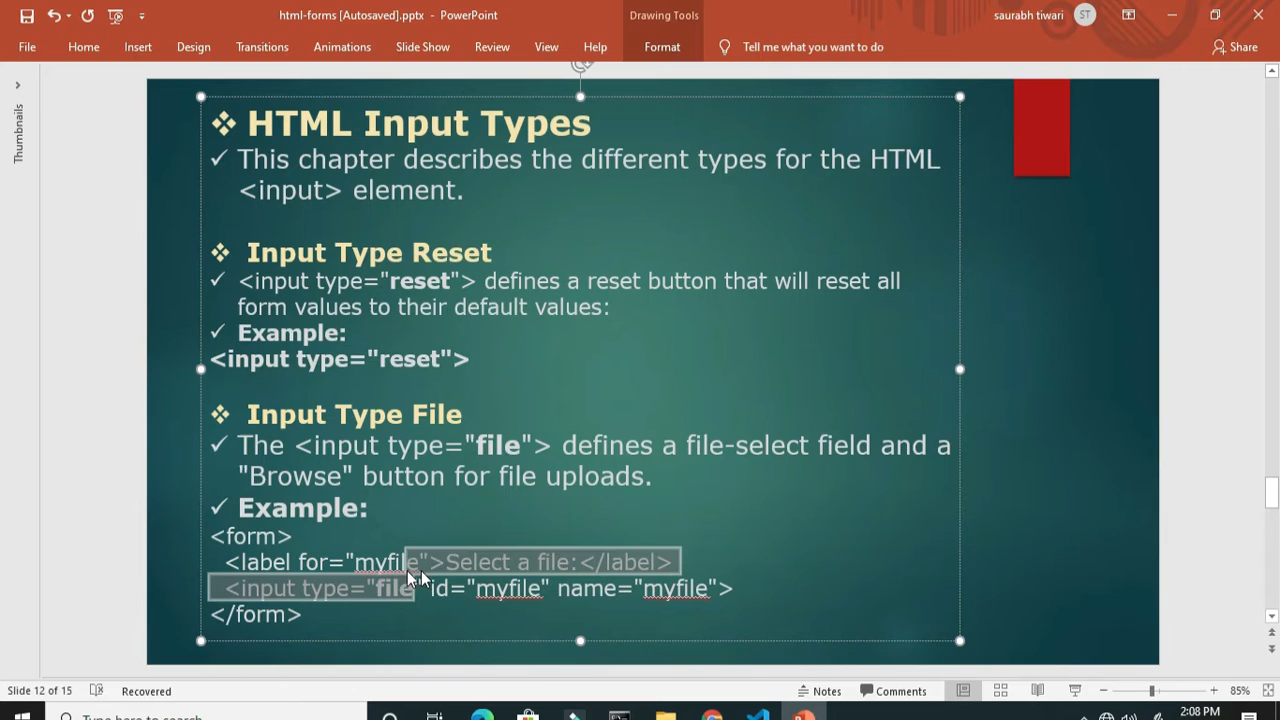 html-forms [Autosaved].pptx - PowerPoint
Drawing Tools
saurabh tiwari
ST
File
Home
Insert
Design
Transitions
Animations
Slide Show
Review
View
Help
Format
Tell me what you want to do
Share
Thumbnails
❖ HTML Input Types
✓ This chapter describes the different types for the HTML
<input> element.
❖ Input Type Reset
✓ <input type="reset"> defines a reset button that will reset all
form values to their default values:
✓ Example:
<input type="reset">
❖ Input Type File
✓ The <input type="file"> defines a file-select field and a
"Browse" button for file uploads.
✓ Example:
<form>
<label for="myfile">Select a file:</label>
<input type="file" id="myfile" name="myfile">
</form>
Slide 12 of 15
Recovered
Notes
Comments
85%
Type here to search
2:08 PM